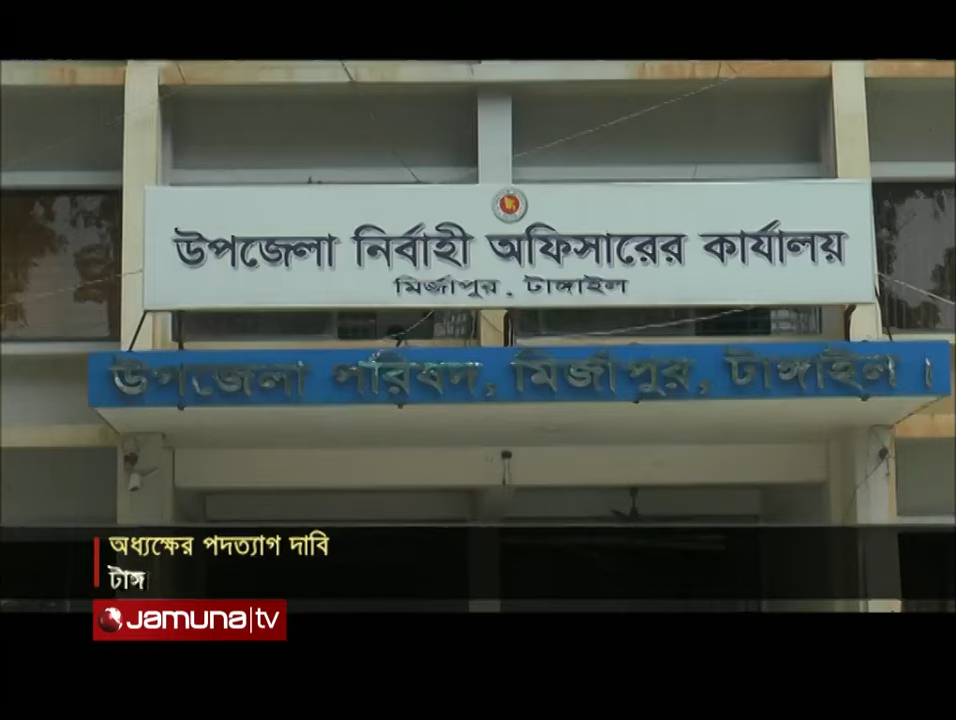 উপজেলা নির্বাহী অফিসারের কার্যালয়
মির্জাপুর, টাঙ্গাইল
উপজেলা পরিষদ, মির্জাপুর, টাঙ্গাইল।
অধ্যক্ষের পদত্যাগ দাবি
টাঙ্গ
JAMUNA|tv